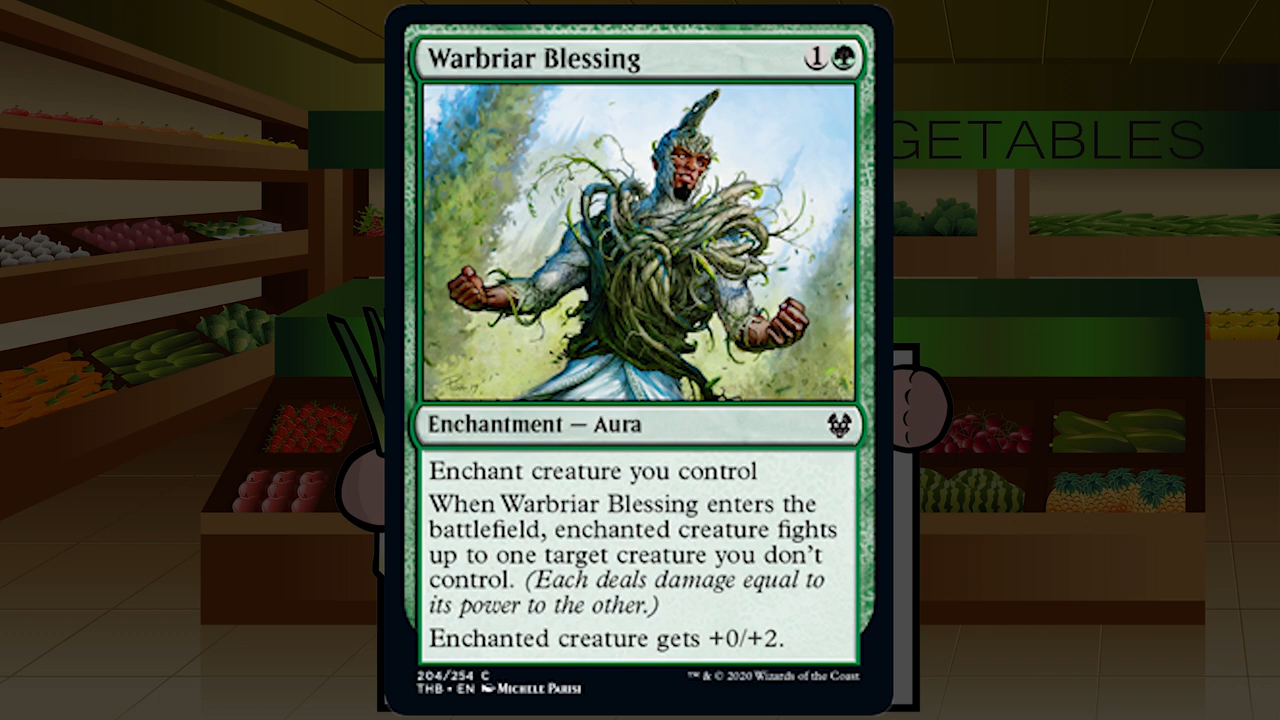 Warbriar Blessing 1
GETABLES
Enchantment — Aura
Enchant creature you control
When Warbriar Blessing enters the
battlefield, enchanted creature fights
up to one target creature you don't
control. (Each deals damage equal to
its power to the other.)
Enchanted creature gets +0/+2.
204/254 C
THB • EN MICHELE PARISI
™ & © 2020 Wizards of the Coast